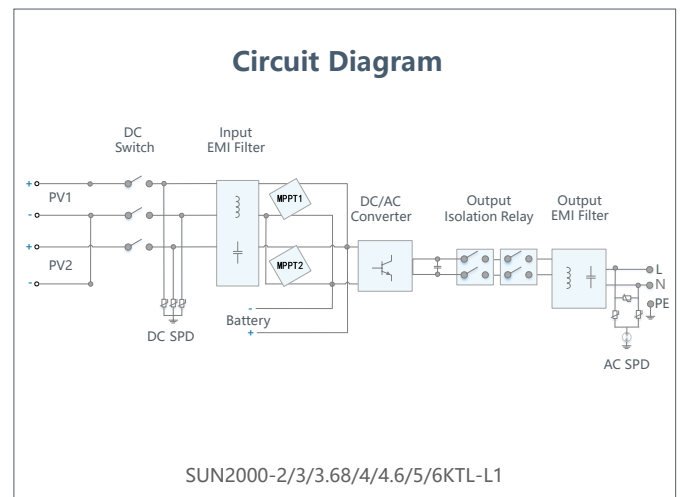 Circuit Diagram
DC
Switch
Input
EMI Filter
+
PV1
-
+
PV2
-
DC SPD
MPPT1
MPPT2
Battery
-
+
DC/AC
Converter
Output
Isolation Relay
Output
EMI Filter
L
N
PE
AC SPD
SUN2000-2/3/3.68/4/4.6/5/6KTL-L1